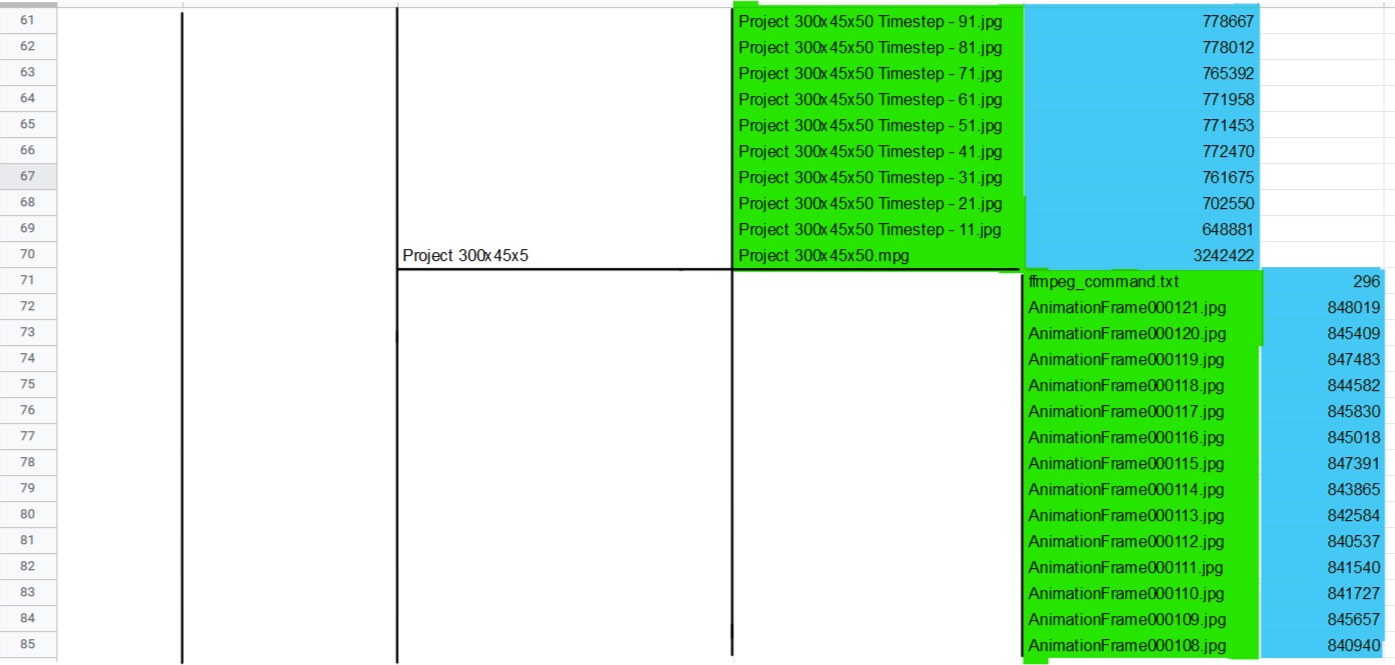 61 Project 300x45x50 Timestep - 91.jpg 778667
62 Project 300x45x50 Timestep - 81.jpg 778012
63 Project 300x45x50 Timestep - 71.jpg 765392
64 Project 300x45x50 Timestep - 61.jpg 771958
65 Project 300x45x50 Timestep - 51.jpg 771453
66 Project 300x45x50 Timestep - 41.jpg 772470
67 Project 300x45x50 Timestep - 31.jpg 761675
68 Project 300x45x50 Timestep - 21.jpg 702550
69 Project 300x45x50 Timestep - 11.jpg 648881
70 Project 300x45x5 Project 300x45x50.mpg 3242422
71 ffmpeg_command.txt 296
72 AnimationFrame000121.jpg 848019
73 AnimationFrame000120.jpg 845409
74 AnimationFrame000119.jpg 847483
75 AnimationFrame000118.jpg 844582
76 AnimationFrame000117.jpg 845830
77 AnimationFrame000116.jpg 845018
78 AnimationFrame000115.jpg 847391
79 AnimationFrame000114.jpg 843865
80 AnimationFrame000113.jpg 842584
81 AnimationFrame000112.jpg 840537
82 AnimationFrame000111.jpg 841540
83 AnimationFrame000110.jpg 841727
84 AnimationFrame000109.jpg 845657
85 AnimationFrame000108.jpg 840940